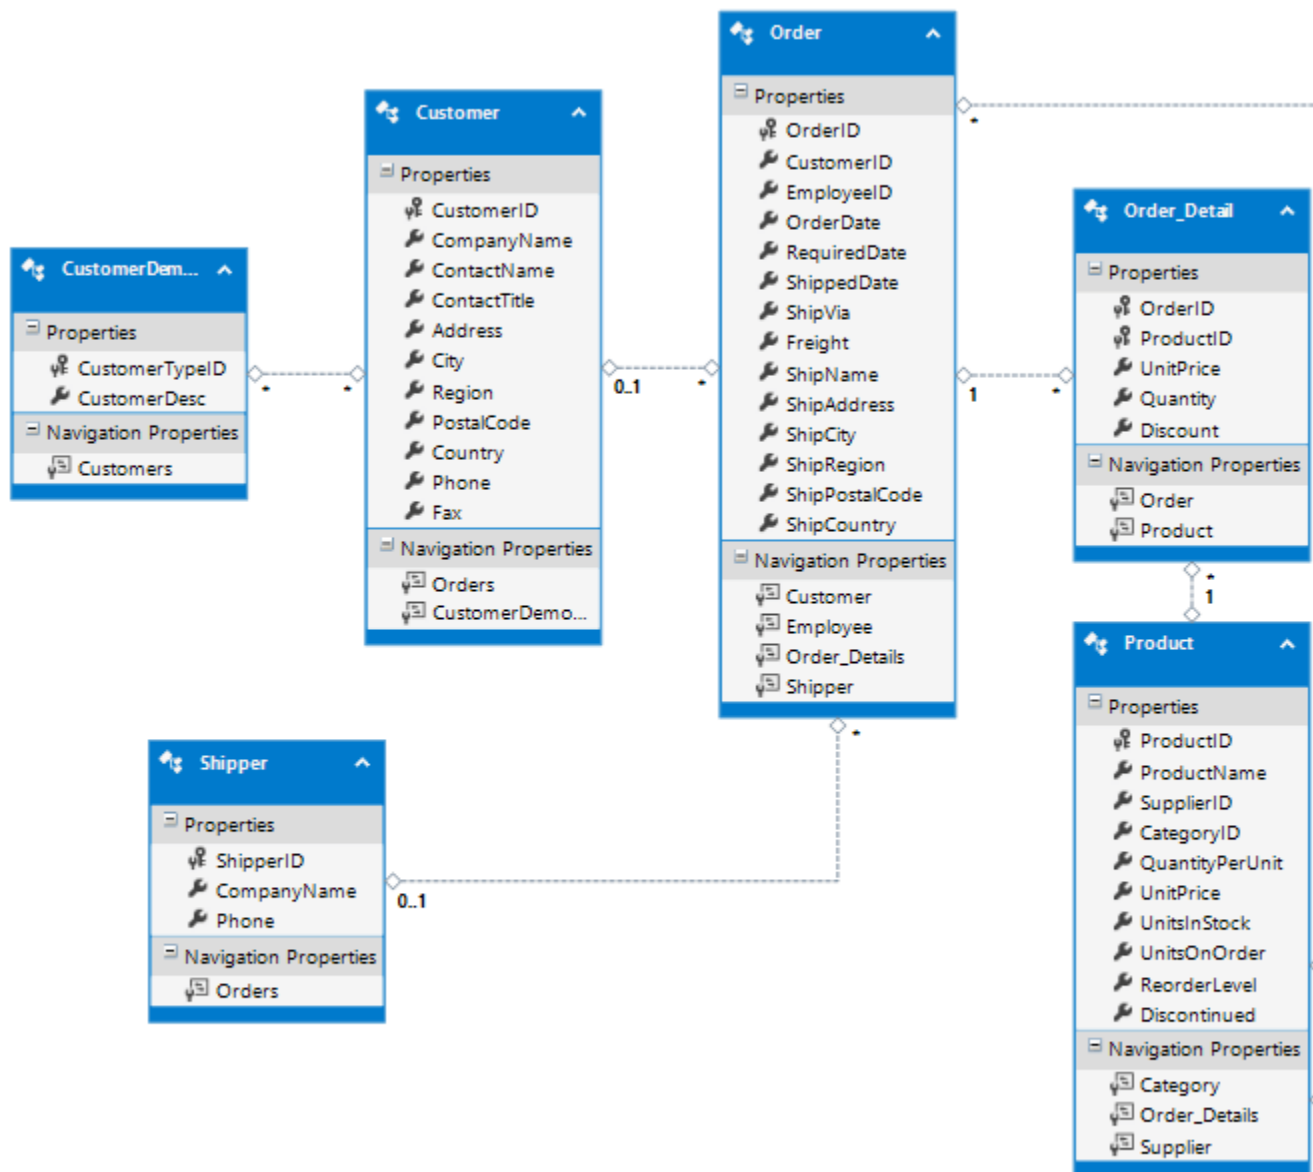 CustomerDem...
Properties
CustomerTypeID
CustomerDesc
Navigation Properties
Customers
*
*
Customer
Properties
CustomerID
CompanyName
ContactName
ContactTitle
Address
City
Region
PostalCode
Country
Phone
Fax
Navigation Properties
Orders
CustomerDemo...
0..1
*
Order
Properties
OrderID
CustomerID
EmployeeID
OrderDate
RequiredDate
ShippedDate
ShipVia
Freight
ShipName
ShipAddress
ShipCity
ShipRegion
ShipPostalCode
ShipCountry
Navigation Properties
Customer
Employee
Order_Details
Shipper
*
1
*
*
Order_Detail
Properties
OrderID
ProductID
UnitPrice
Quantity
Discount
Navigation Properties
Order
Product
*
1
Shipper
Properties
ShipperID
CompanyName
Phone
Navigation Properties
Orders
0..1
Product
Properties
ProductID
ProductName
SupplierID
CategoryID
QuantityPerUnit
UnitPrice
UnitsInStock
UnitsOnOrder
ReorderLevel
Discontinued
Navigation Properties
Category
Order_Details
Supplier